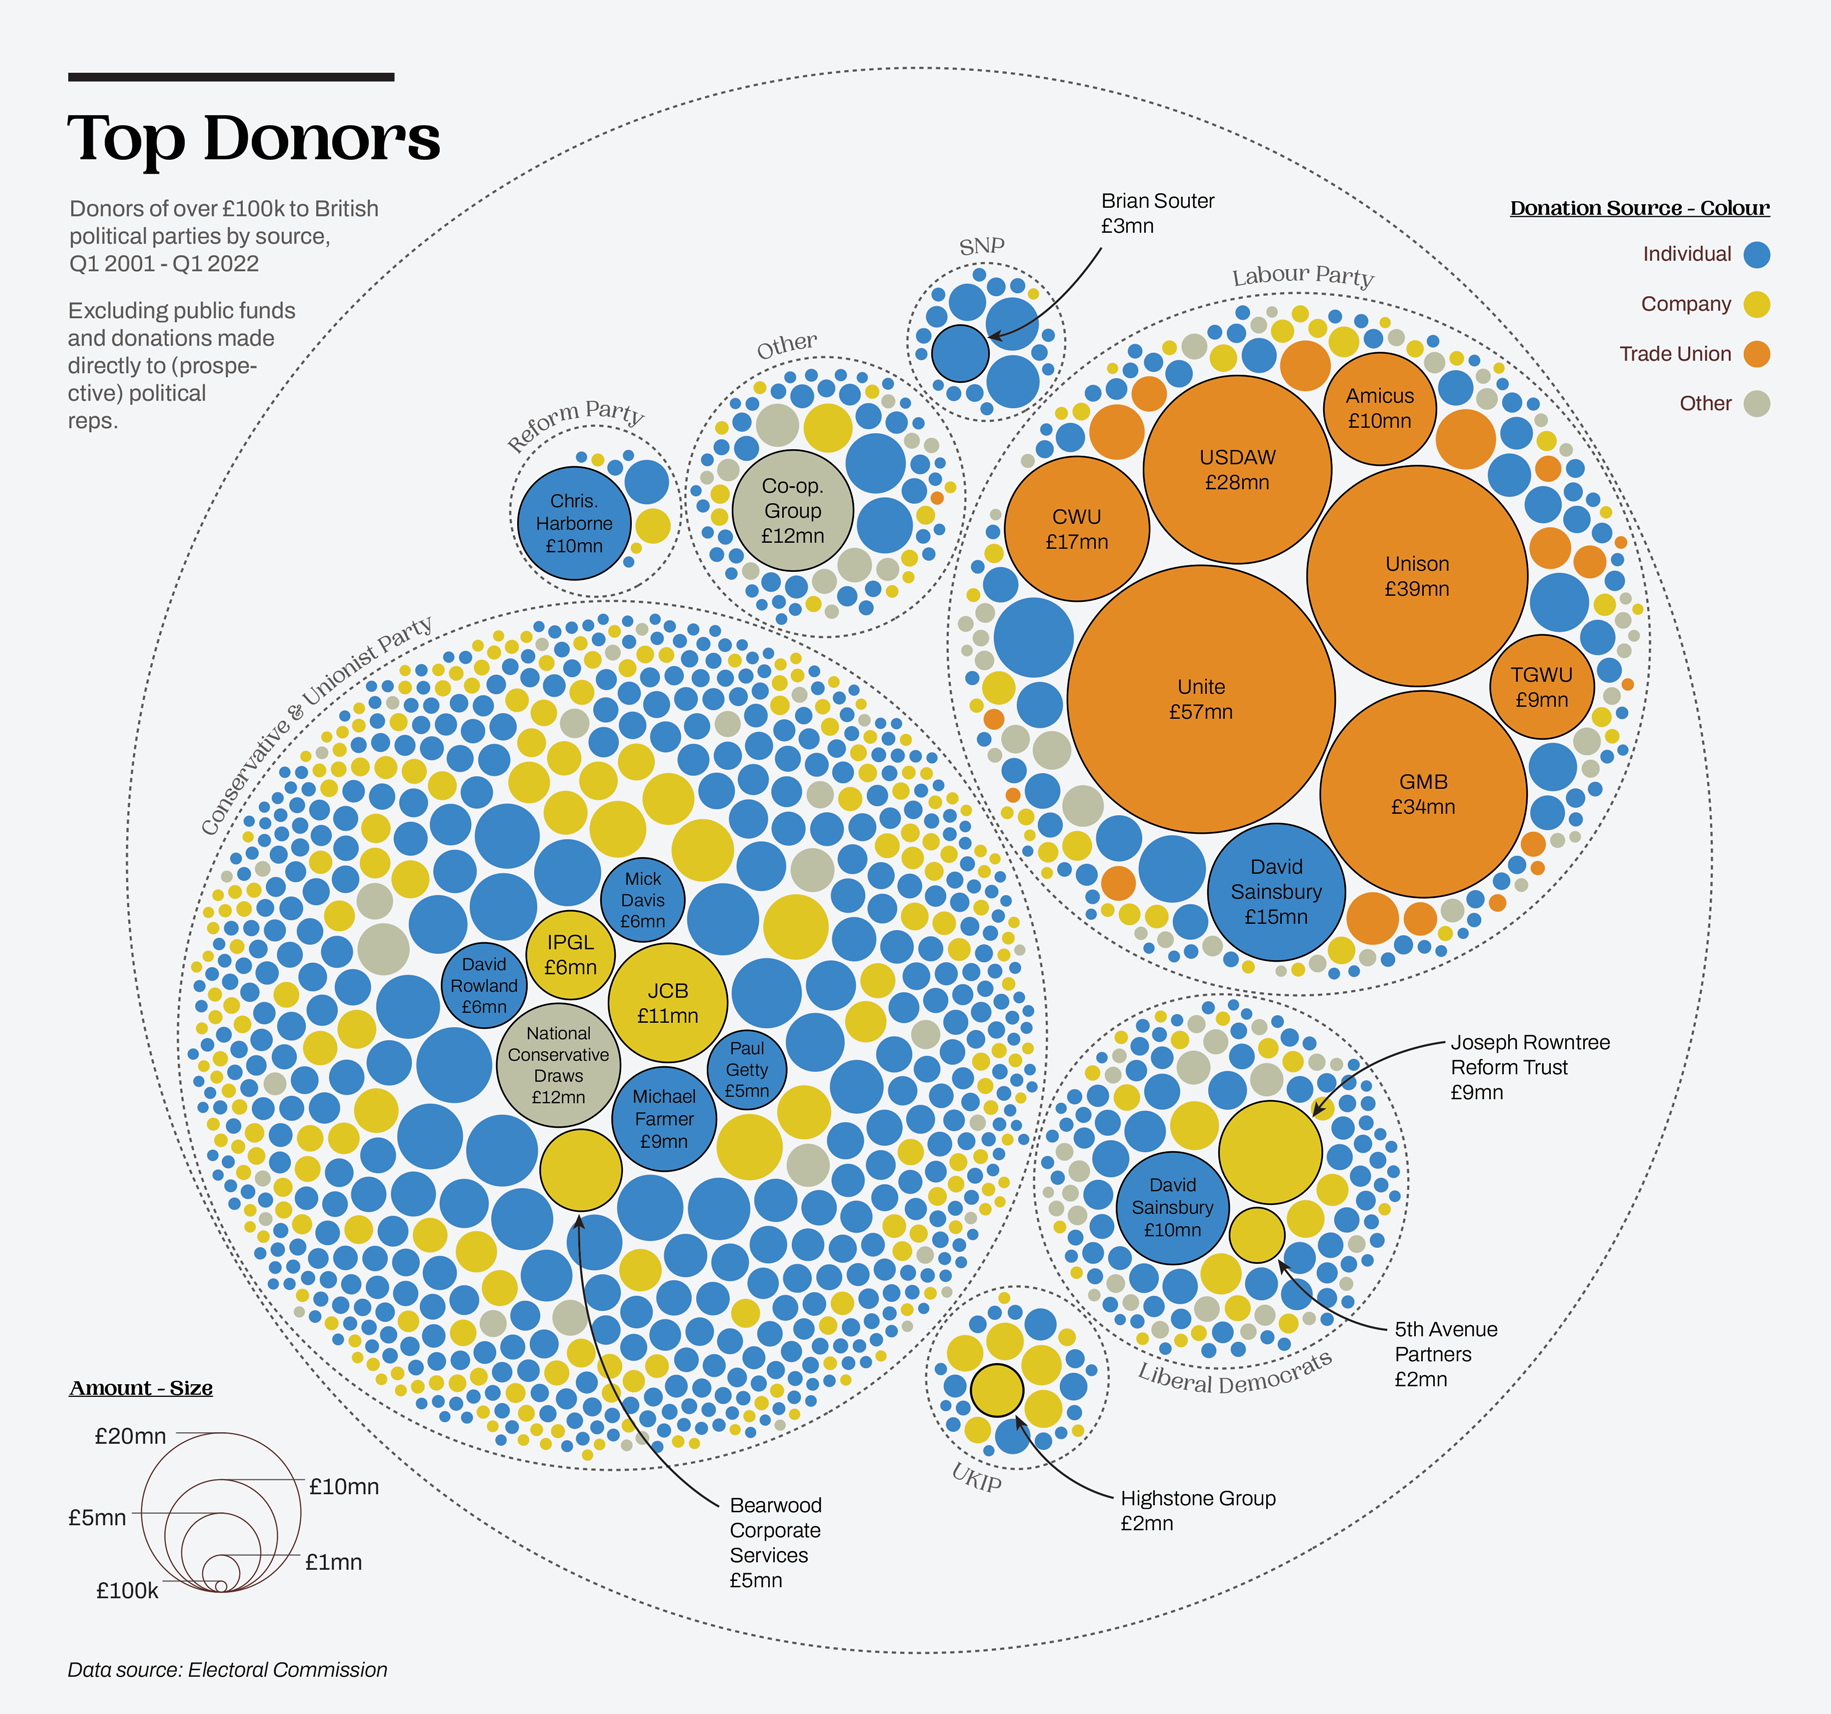 Top Donors
Donors of over £100k to British
political parties by source,
Q1 2001 - Q1 2022
Excluding public funds
and donations made
directly to (prospe-
ctive) political
reps.
Donation Source - Colour
Individual
Company
Trade Union
Other
SNP
Brian Souter
£3mn
Other
Co-op.
Group
£12mn
Reform Party
Chris.
Harborne
£10mn
Labour Party
Amicus
£10mn
USDAW
£28mn
CWU
£17mn
Unison
£39mn
Unite
£57mn
TGWU
£9mn
GMB
£34mn
David
Sainsbury
£15mn
Conservative & Unionist Party
Mick
Davis
£6mn
IPGL
£6mn
David
Rowland
£6mn
JCB
£11mn
National
Conservative
Draws
£12mn
Paul
Getty
£5mn
Michael
Farmer
£9mn
Bearwood
Corporate
Services
£5mn
Joseph Rowntree
Reform Trust
£9mn
David
Sainsbury
£10mn
5th Avenue
Partners
£2mn
Liberal Democrats
UKIP
Highstone Group
£2mn
Amount - Size
£20mn
£10mn
£5mn
£1mn
£100k
Data source: Electoral Commission